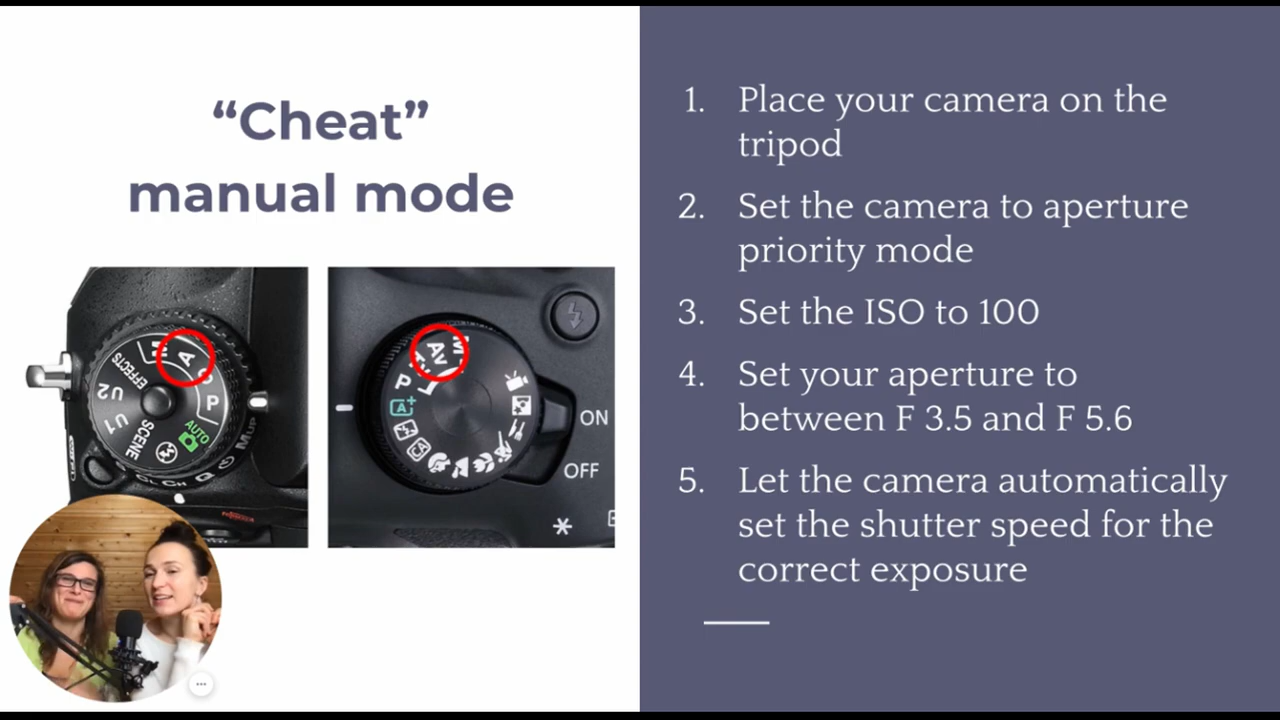 “Cheat”
manual mode
1. Place your camera on the
tripod
2. Set the camera to aperture
priority mode
3. Set the ISO to 100
4. Set your aperture to
between F 3.5 and F 5.6
5. Let the camera automatically
set the shutter speed for the
correct exposure
A
P
AUTO
SCENE
U1
U2
EFFECTS
Q
MUP
M
Av
P
A+
CA
ON
OFF